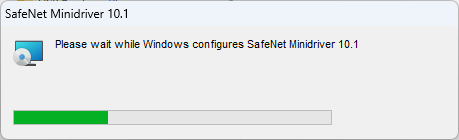 SafeNet Minidriver 10.1
Please wait while Windows configures SafeNet Minidriver 10.1